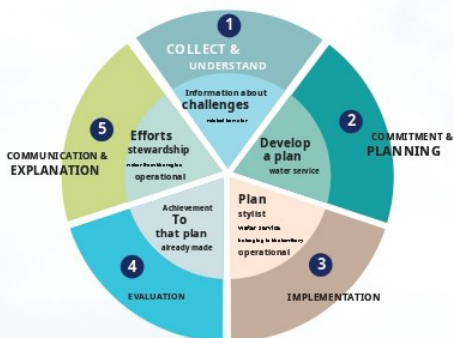 1
COLLECT &
UNDERSTAND
Information about
challenges
2
COMMITMENT &
PLANNING
Develop
a plan
water service
3
IMPLEMENTATION
Plan
stylist
water service
operational
4
EVALUATION
Achievement
To
that plan
already made
5
COMMUNICATION &
EXPLANATION
Efforts
stewardship
operational